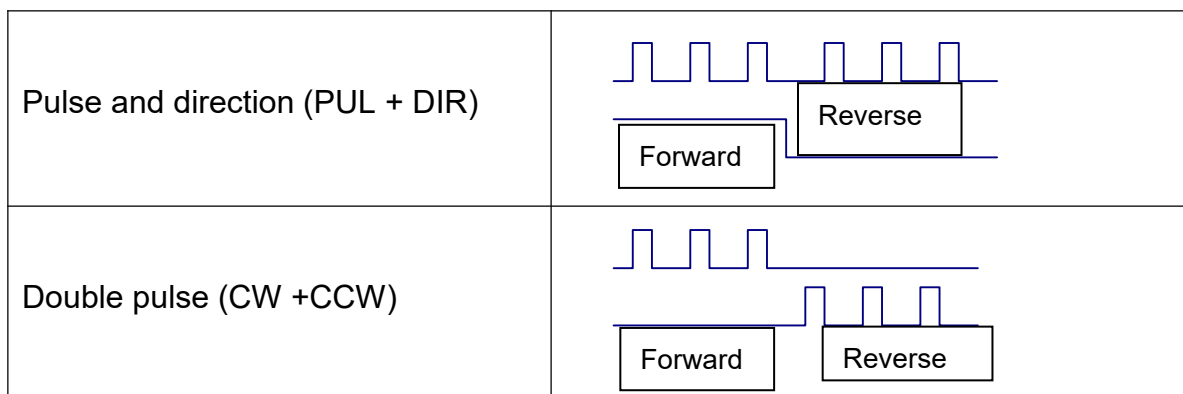 Pulse and direction (PUL + DIR)
Reverse
Forward
Double pulse (CW +CCW)
Forward
Reverse